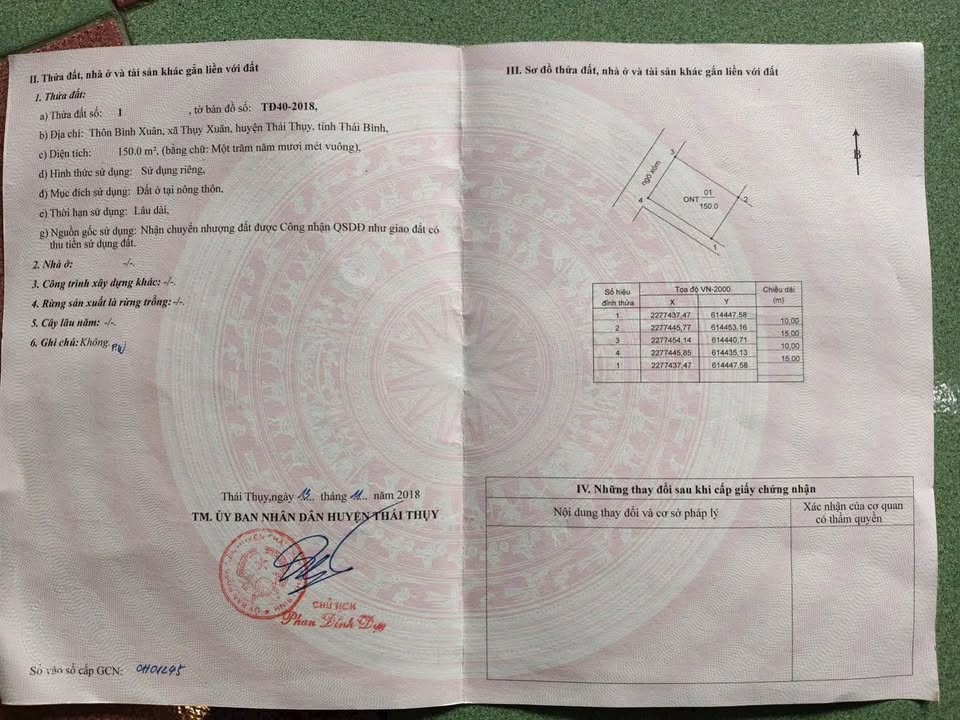 II. Thửa đất, nhà ở và tài sản khác gắn liền với đất
1. Thửa đất:
a) Thửa đất số: 1 , tờ bản đồ số: TĐ40-2018,
b) Địa chỉ: Thôn Bình Xuân, xã Thụy Xuân, huyện Thái Thụy, tỉnh Thái Bình,
c) Diện tích: 150.0 m², (bằng chữ: Một trăm năm mươi mét vuông),
d) Hình thức sử dụng: Sử dụng riêng,
đ) Mục đích sử dụng: Đất ở tại nông thôn,
e) Thời hạn sử dụng: Lâu dài,
g) Nguồn gốc sử dụng: Nhận chuyển nhượng đất được Công nhận QSDĐ như giao đất có
thu tiền sử dụng đất.
2. Nhà ở: -/-.
3. Công trình xây dựng khác: -/-.
4. Rừng sản xuất là rừng trồng: -/-.
5. Cây lâu năm: -/-.
6. Ghi chú: Không.
Thái Thụy, ngày 13... tháng 11... năm 2018
TM. ỦY BAN NHÂN DÂN HUYỆN THÁI THỤY
CHỦ TỊCH
Phan Đình
Số vào sổ cấp GCN: CH01245
III. Sơ đồ thửa đất, nhà ở và tài sản khác gắn liền với đất
B
ngõ xóm
3
ONT 01
150.0
2
4
1
Số hiệu đỉnh thửa Tọa độ VN-2000 Chiều dài (m)
X Y
1 2277437,47 614447,58
10,00
2 2277445,77 614453,16
15,00
3 2277454,14 614440,71
10,00
4 2277445,85 614435,13
15,00
1 2277437,47 614447,58
IV. Những thay đổi sau khi cấp giấy chứng nhận
Nội dung thay đổi và cơ sở pháp lý
Xác nhận của cơ quan
có thẩm quyền